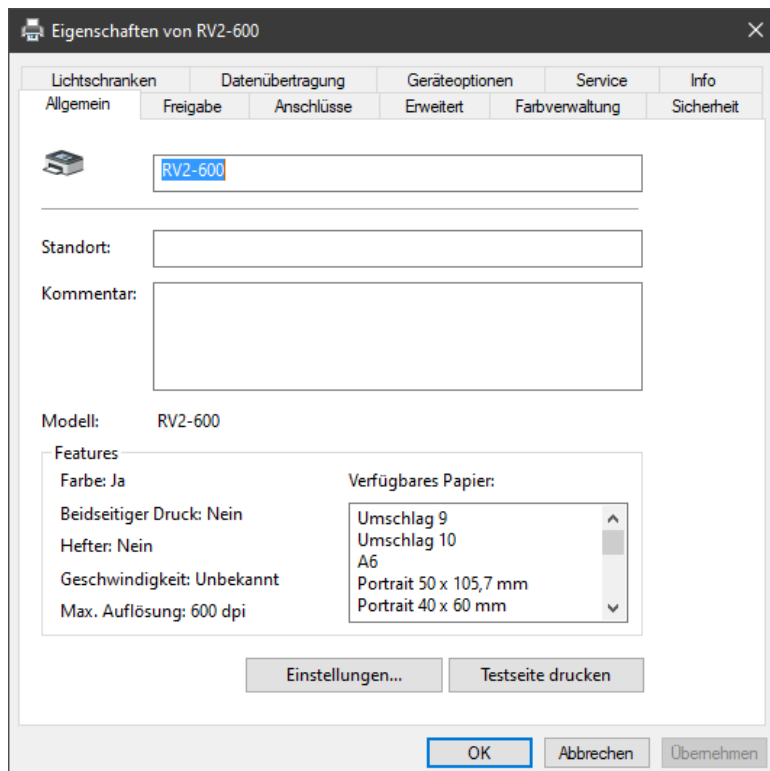 Eigenschaften von RV2-600
Lichtschranken Datenübertragung Geräteoptionen Service Info
Allgemein Freigabe Anschlüsse Erweitert Farbverwaltung Sicherheit
RV2-600
Standort:
Kommentar:
Modell: RV2-600
Features
Farbe: Ja
Beidseitiger Druck: Nein
Hefter: Nein
Geschwindigkeit: Unbekannt
Max. Auflösung: 600 dpi
Verfügbares Papier:
Umschlag 9
Umschlag 10
A6
Portrait 50 x 105,7 mm
Portrait 40 x 60 mm
Einstellungen... Testseite drucken
OK Abbrechen Übernehmen